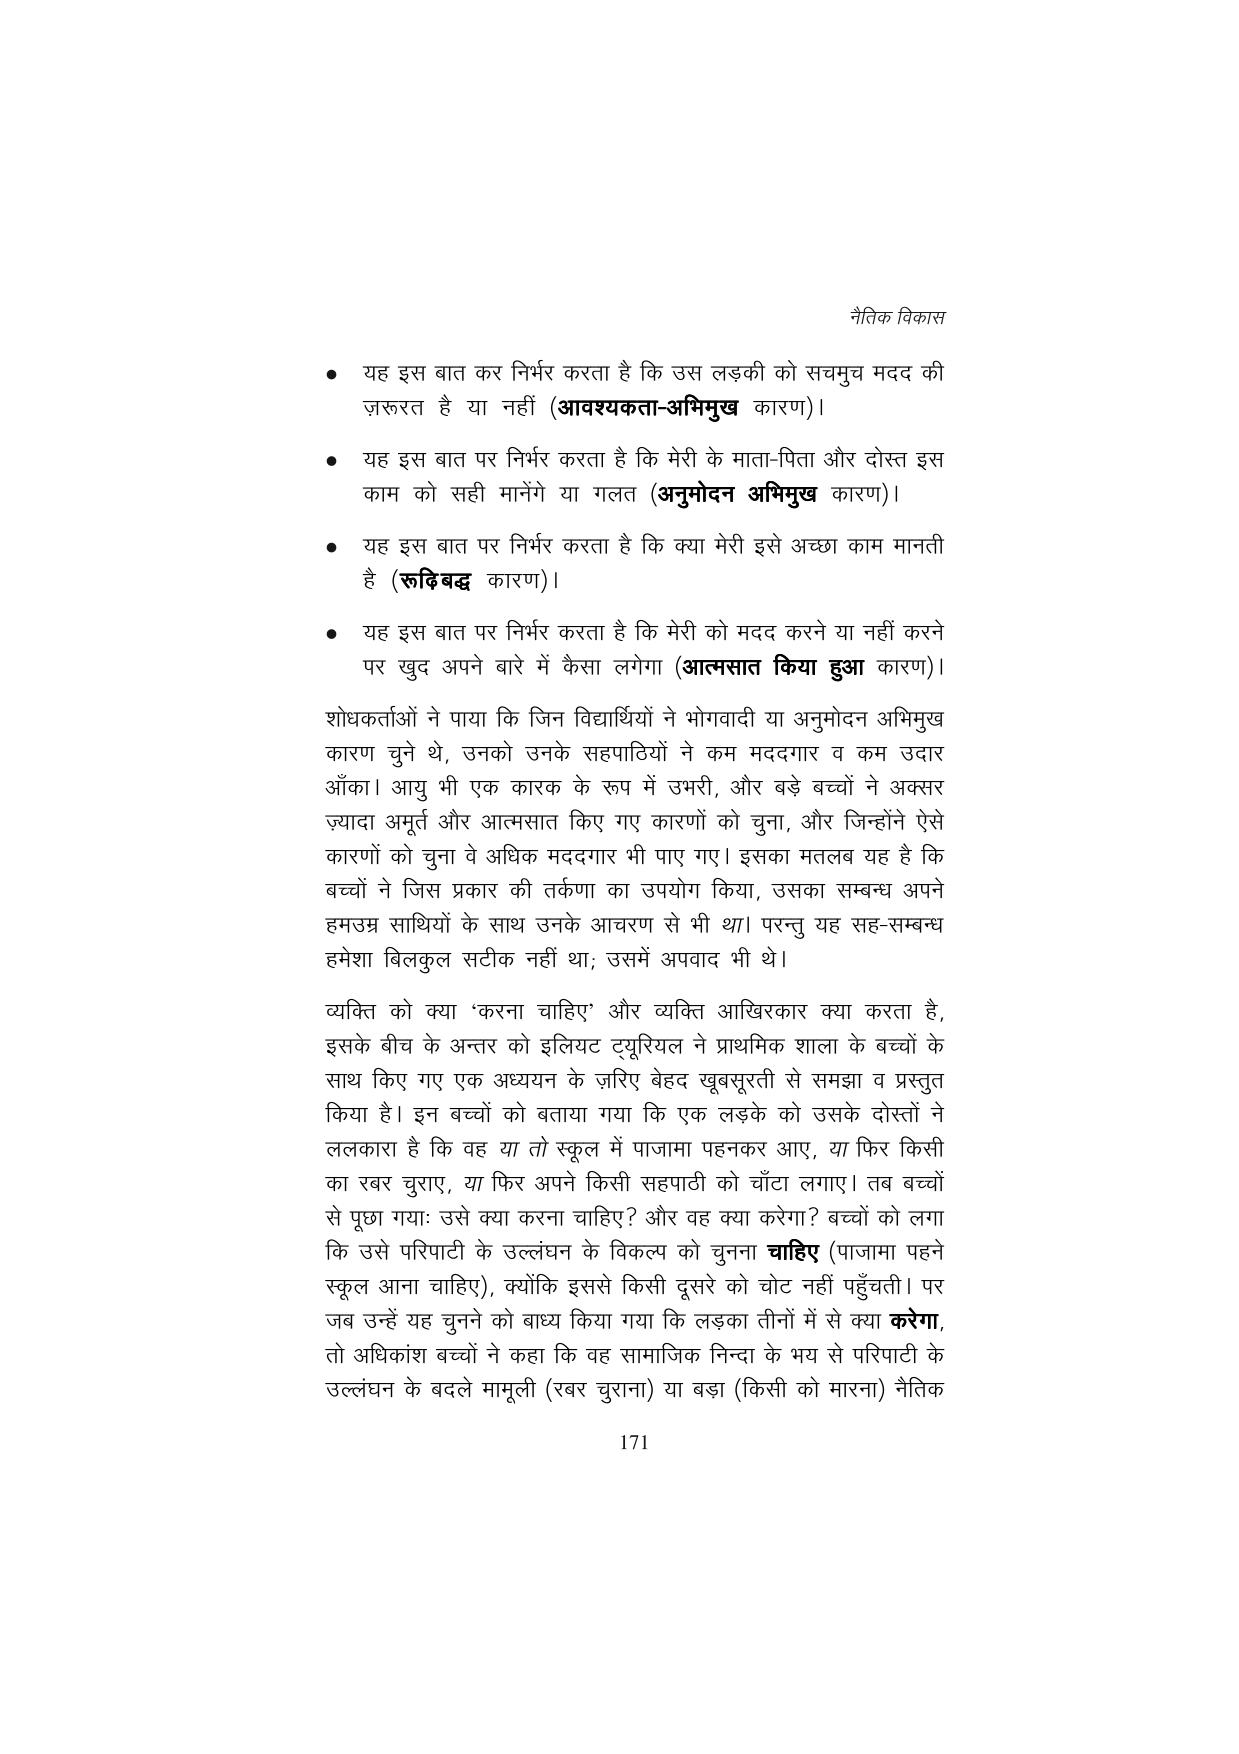 नैतिक विकास
● यह इस बात कर निर्भर करता है कि उस लड़की को सचमुच मदद की
ज़रूरत है या नहीं (आवश्यकता-अभिमुख कारण)।
● यह इस बात पर निर्भर करता है कि मेरी के माता-पिता और दोस्त इस
काम को सही मानेंगे या गलत (अनुमोदन अभिमुख कारण)।
● यह इस बात पर निर्भर करता है कि क्या मेरी इसे अच्छा काम मानती
है (रूढ़िबद्ध कारण)।
● यह इस बात पर निर्भर करता है कि मेरी को मदद करने या नहीं करने
पर खुद अपने बारे में कैसा लगेगा (आत्मसात किया हुआ कारण)।
शोधकर्ताओं ने पाया कि जिन विद्यार्थियों ने भोगवादी या अनुमोदन अभिमुख
कारण चुने थे, उनको उनके सहपाठियों ने कम मददगार व कम उदार
आँका। आयु भी एक कारक के रूप में उभरी, और बड़े बच्चों ने अक्सर
ज़्यादा अमूर्त और आत्मसात किए गए कारणों को चुना, और जिन्होंने ऐसे
कारणों को चुना वे अधिक मददगार भी पाए गए। इसका मतलब यह है कि
बच्चों ने जिस प्रकार की तर्कणा का उपयोग किया, उसका सम्बन्ध अपने
हमउम्र साथियों के साथ उनके आचरण से भी था। परन्तु यह सह-सम्बन्ध
हमेशा बिलकुल सटीक नहीं था; उसमें अपवाद भी थे।
व्यक्ति को क्या ‘करना चाहिए’ और व्यक्ति आखिरकार क्या करता है,
इसके बीच के अन्तर को इलियट ट्यूरियल ने प्राथमिक शाला के बच्चों के
साथ किए गए एक अध्ययन के ज़रिए बेहद खूबसूरती से समझा व प्रस्तुत
किया है। इन बच्चों को बताया गया कि एक लड़के को उसके दोस्तों ने
ललकारा है कि वह या तो स्कूल में पाजामा पहनकर आए, या फिर किसी
का रबर चुराए, या फिर अपने किसी सहपाठी को चाँटा लगाए। तब बच्चों
से पूछा गयाः उसे क्या करना चाहिए? और वह क्या करेगा? बच्चों को लगा
कि उसे परिपाटी के उल्लंघन के विकल्प को चुनना चाहिए (पाजामा पहने
स्कूल आना चाहिए), क्योंकि इससे किसी दूसरे को चोट नहीं पहुँचती। पर
जब उन्हें यह चुनने को बाध्य किया गया कि लड़का तीनों में से क्या करेगा,
तो अधिकांश बच्चों ने कहा कि वह सामाजिक निन्दा के भय से परिपाटी के
उल्लंघन के बदले मामूली (रबर चुराना) या बड़ा (किसी को मारना) नैतिक
171